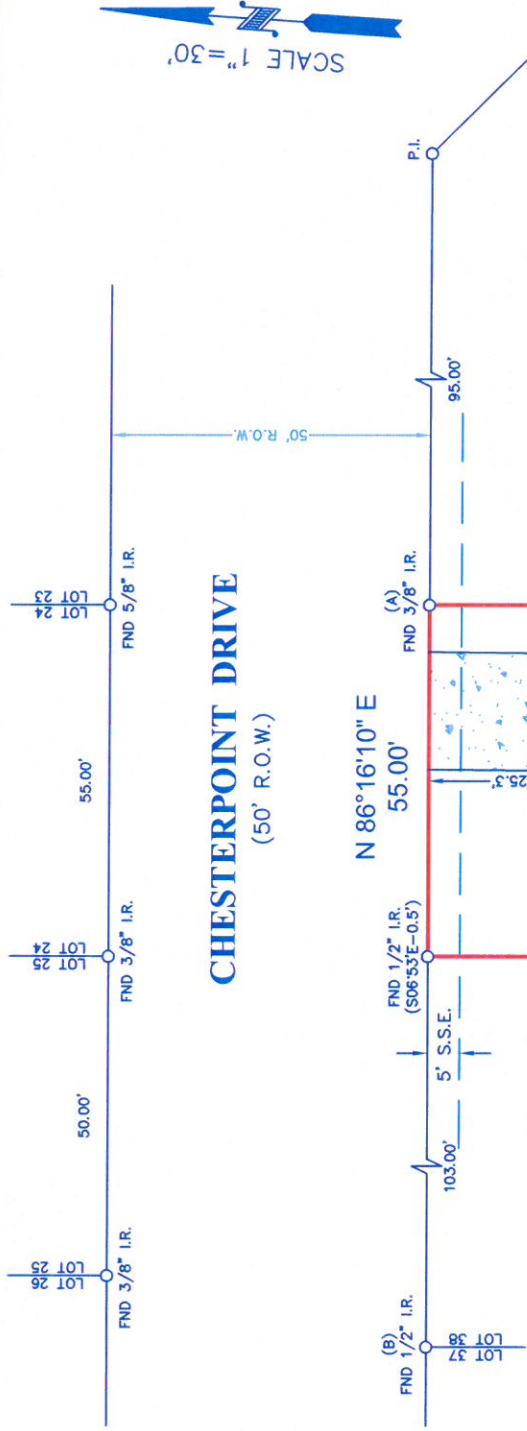 SCALE 1"=30'
LOT 26
LOT 25
LOT 25
LOT 24
LOT 24
LOT 23
50.00'
55.00'
FND 3/8" I.R.
FND 3/8" I.R.
FND 5/8" I.R.
CHESTERPOINT DRIVE
(50' R.O.W.)
50' R.O.W.
N 86°16'10" E
55.00'
(B)
FND 1/2" I.R.
FND 1/2" I.R.
(S06°53'E-0.5')
(A)
FND 3/8" I.R.
P.I.
103.00'
5' S.S.E.
95.00'
25.3'
LOT 37
LOT 38